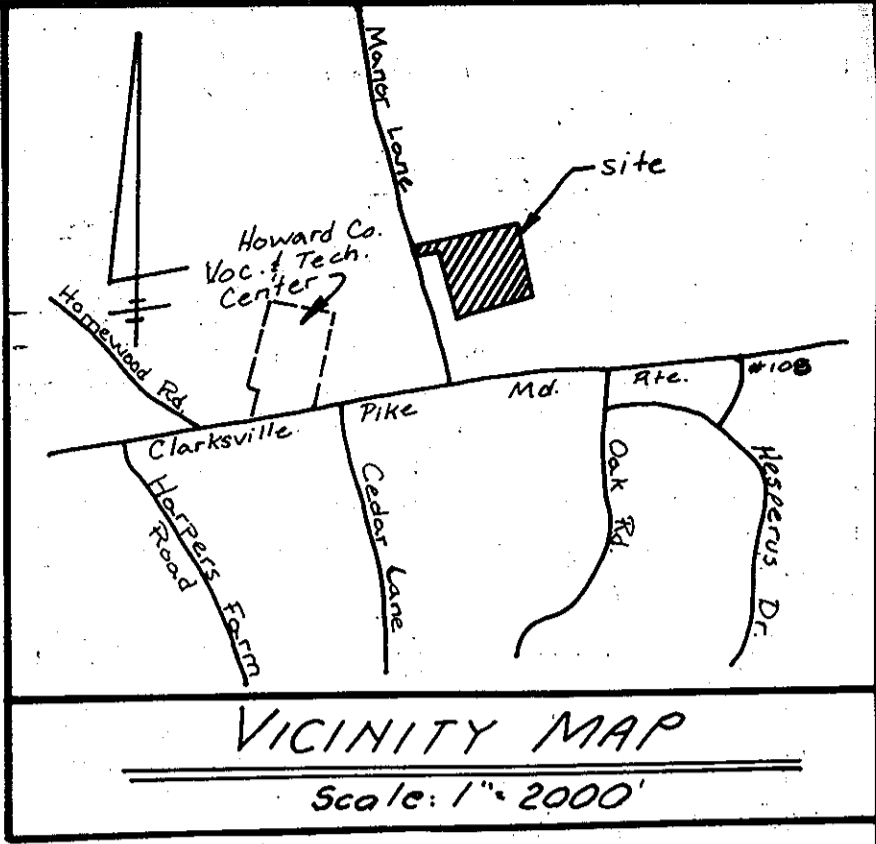 Manor Lane
site
Howard Co.
Voc. & Tech.
Center
Homewood Rd.
Clarksville Pike Md. Rte. #108
Harpers Farm
Road
Cedar Lane
Oak Rd.
Hesperus Dr.
VICINITY MAP
Scale: 1" = 2000'